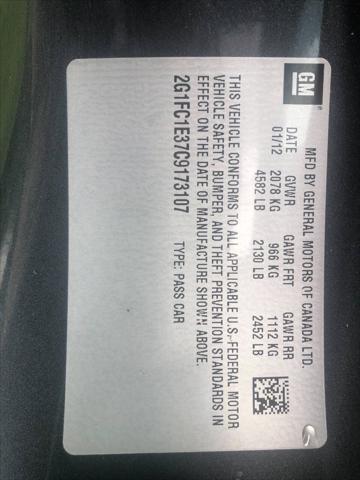 GM
MFD BY GENERAL MOTORS OF CANADA LTD.
DATE GVWR GAWR FRT GAWR RR
01/12 2078 KG 966 KG 1112 KG
4582 LB 2130 LB 2452 LB
THIS VEHICLE CONFORMS TO ALL APPLICABLE U.S. FEDERAL MOTOR
VEHICLE SAFETY, BUMPER, AND THEFT PREVENTION STANDARDS IN
EFFECT ON THE DATE OF MANUFACTURE SHOWN ABOVE.
2G1FC1E37C9173107 TYPE: PASS CAR